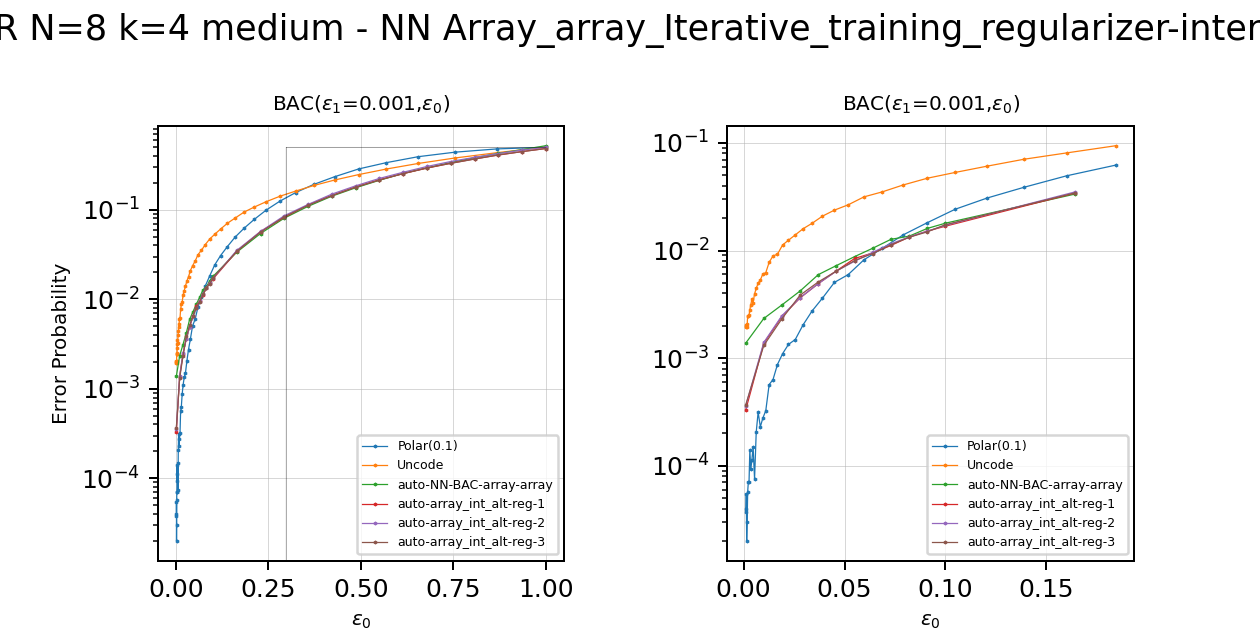 R N=8 k=4 medium - NN Array_array_Iterative_training_regularizer-inter
BAC(ε₁=0.001,ε₀)
Error Probability
10⁻¹
10⁻²
10⁻³
10⁻⁴
0.00 0.25 0.50 0.75 1.00
ε₀
Polar(0.1)
Uncode
auto-NN-BAC-array-array
auto-array_int_alt-reg-1
auto-array_int_alt-reg-2
auto-array_int_alt-reg-3
BAC(ε₁=0.001,ε₀)
10⁻¹
10⁻²
10⁻³
10⁻⁴
0.00 0.05 0.10 0.15
ε₀
Polar(0.1)
Uncode
auto-NN-BAC-array-array
auto-array_int_alt-reg-1
auto-array_int_alt-reg-2
auto-array_int_alt-reg-3